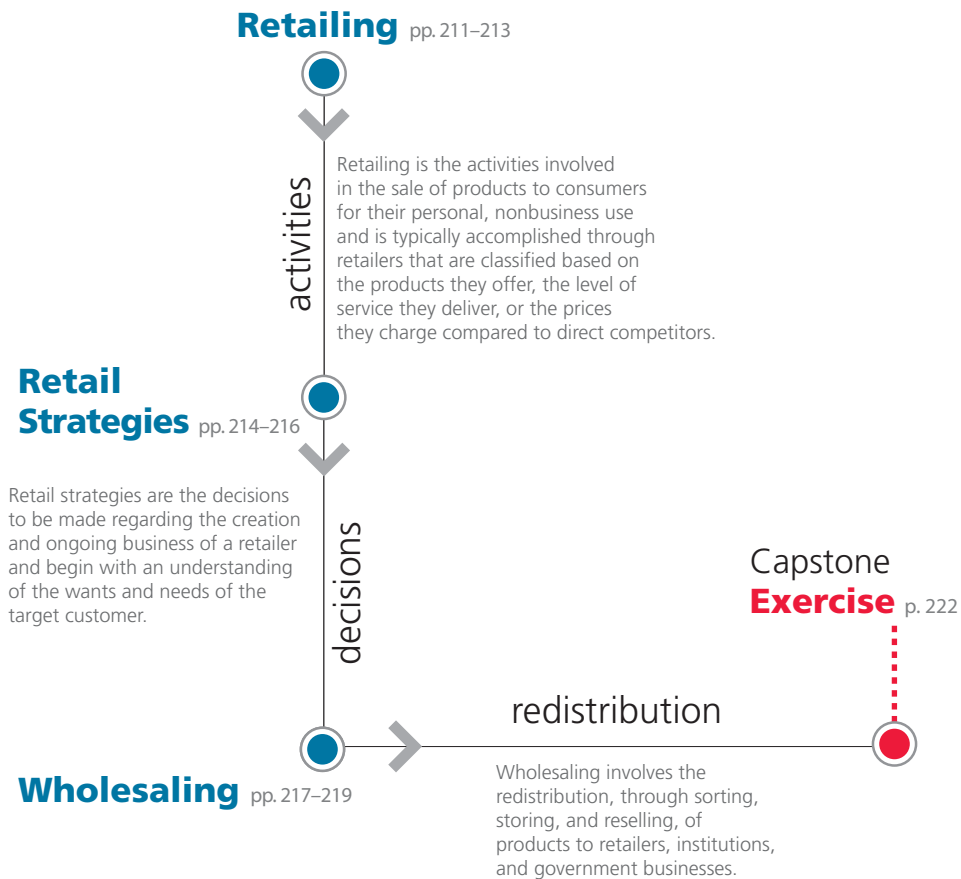 Retailing pp. 211–213
activities
Retailing is the activities involved
in the sale of products to consumers
for their personal, nonbusiness use
and is typically accomplished through
retailers that are classified based on
the products they offer, the level of
service they deliver, or the prices
they charge compared to direct competitors.
Retail
Strategies pp. 214–216
Retail strategies are the decisions
to be made regarding the creation
and ongoing business of a retailer
and begin with an understanding
of the wants and needs of the
target customer.
decisions
Wholesaling pp. 217–219
redistribution
Wholesaling involves the
redistribution, through sorting,
storing, and reselling, of
products to retailers, institutions,
and government businesses.
Capstone
Exercise p. 222